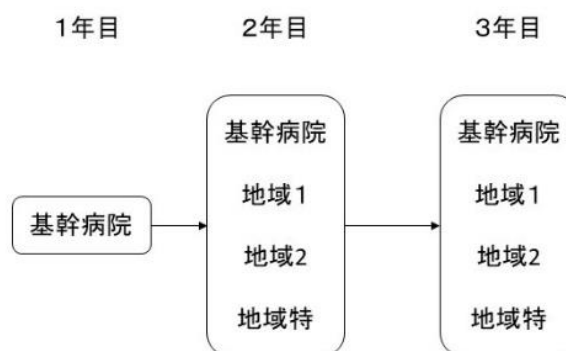 1年目
2年目
3年目
基幹病院
基幹病院
地域1
地域2
地域特
基幹病院
地域1
地域2
地域特